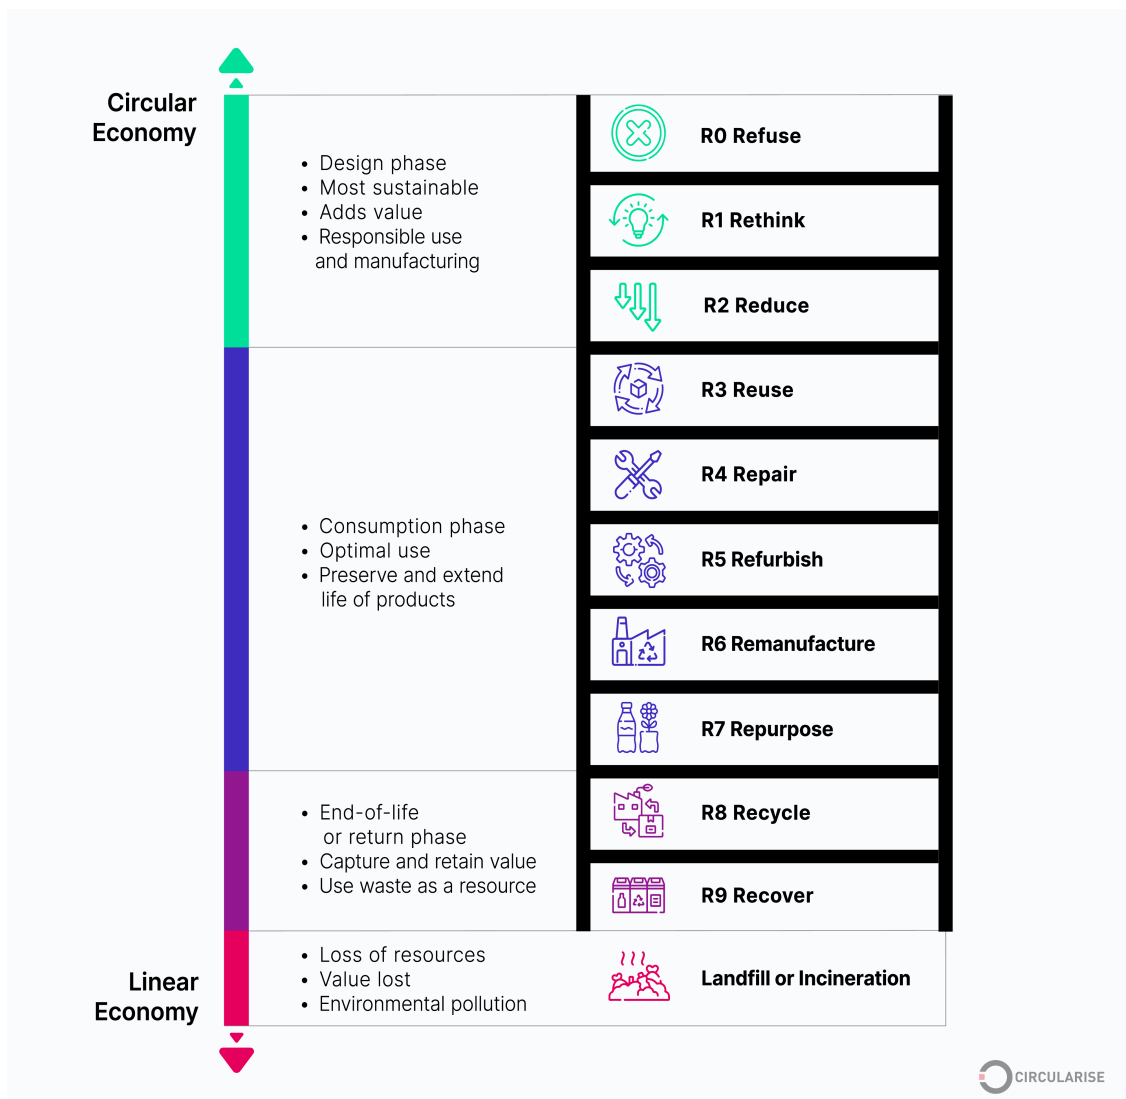 Circular
Economy
• Design phase
• Most sustainable
• Adds value
• Responsible use
and manufacturing
R0 Refuse
R1 Rethink
R2 Reduce
• Consumption phase
• Optimal use
• Preserve and extend
life of products
R3 Reuse
R4 Repair
R5 Refurbish
R6 Remanufacture
R7 Repurpose
• End-of-life
or return phase
• Capture and retain value
• Use waste as a resource
R8 Recycle
R9 Recover
Linear
Economy
• Loss of resources
• Value lost
• Environmental pollution
Landfill or Incineration
CIRCULARISE